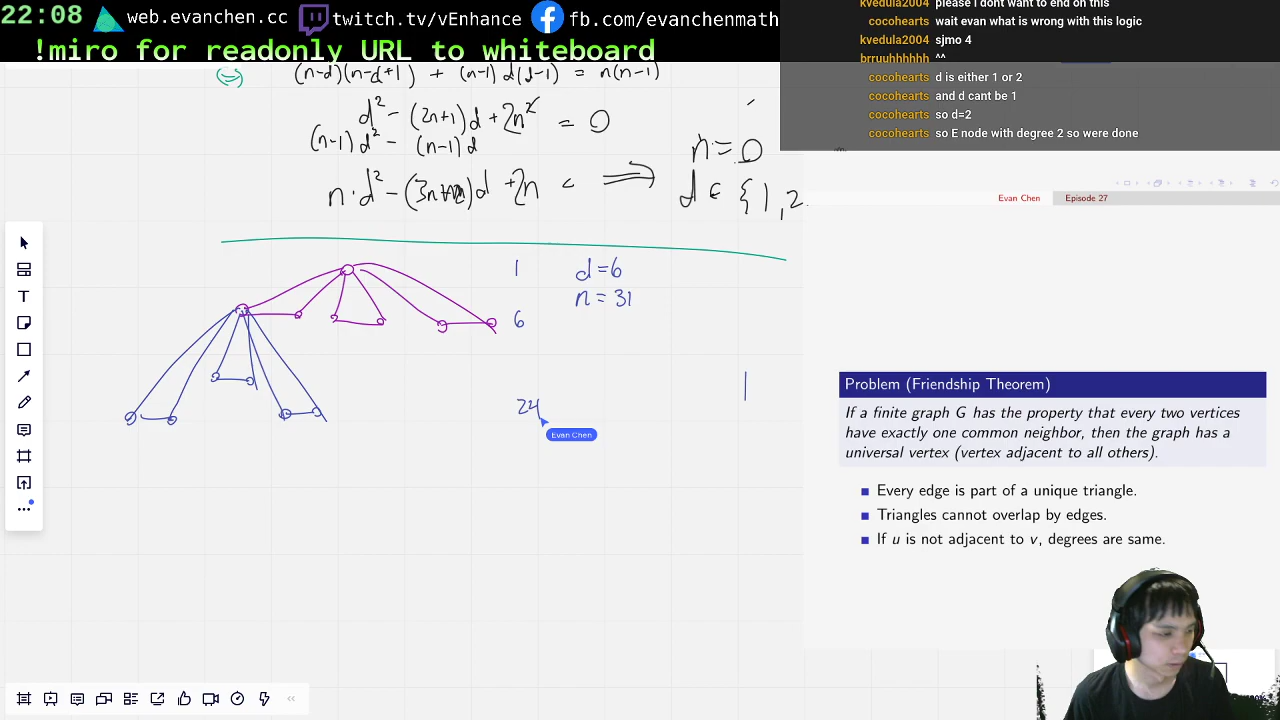 22:08 web.evanchen.cc twitch.tv/vEnhance fb.com/evanchenmath
!miro for readonly URL to whiteboard
kvedula2004 please I dont want to end on this
cocohearts wait evan what is wrong with this logic
kvedula2004 sjmo 4
brruuhhhhhh ^^
cocohearts d is either 1 or 2
cocohearts and d cant be 1
cocohearts so d=2
cocohearts so E node with degree 2 so were done
(n-d)(n-d+1) + (n-1)d(d-1) = n(n-1)
d² - (2n+1)d + 2n² = 0
(n-1)d² - (n-1)d
n = 0
d ∈ {1,2
1
d=6
n = 31
6
24
Evan Chen
Evan Chen Episode 27
Problem (Friendship Theorem)
If a finite graph G has the property that every two vertices
have exactly one common neighbor, then the graph has a
universal vertex (vertex adjacent to all others).
Every edge is part of a unique triangle.
Triangles cannot overlap by edges.
If u is not adjacent to v, degrees are same.